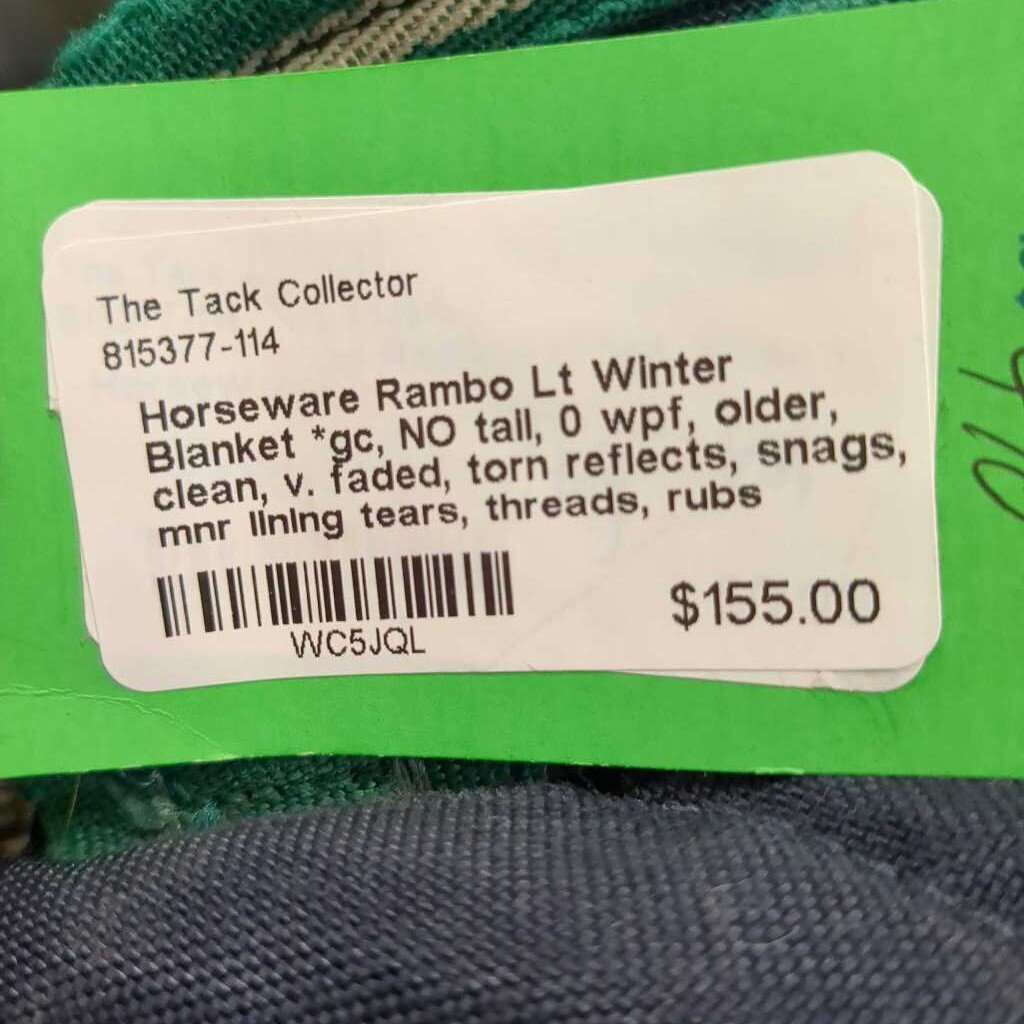 The Tack Collector
815377-114
Horseware Rambo Lt Winter
Blanket *gc, NO tail, 0 wpf, older,
clean, v. faded, torn reflects, snags,
mnr lining tears, threads, rubs
WC5JQL
$155.00